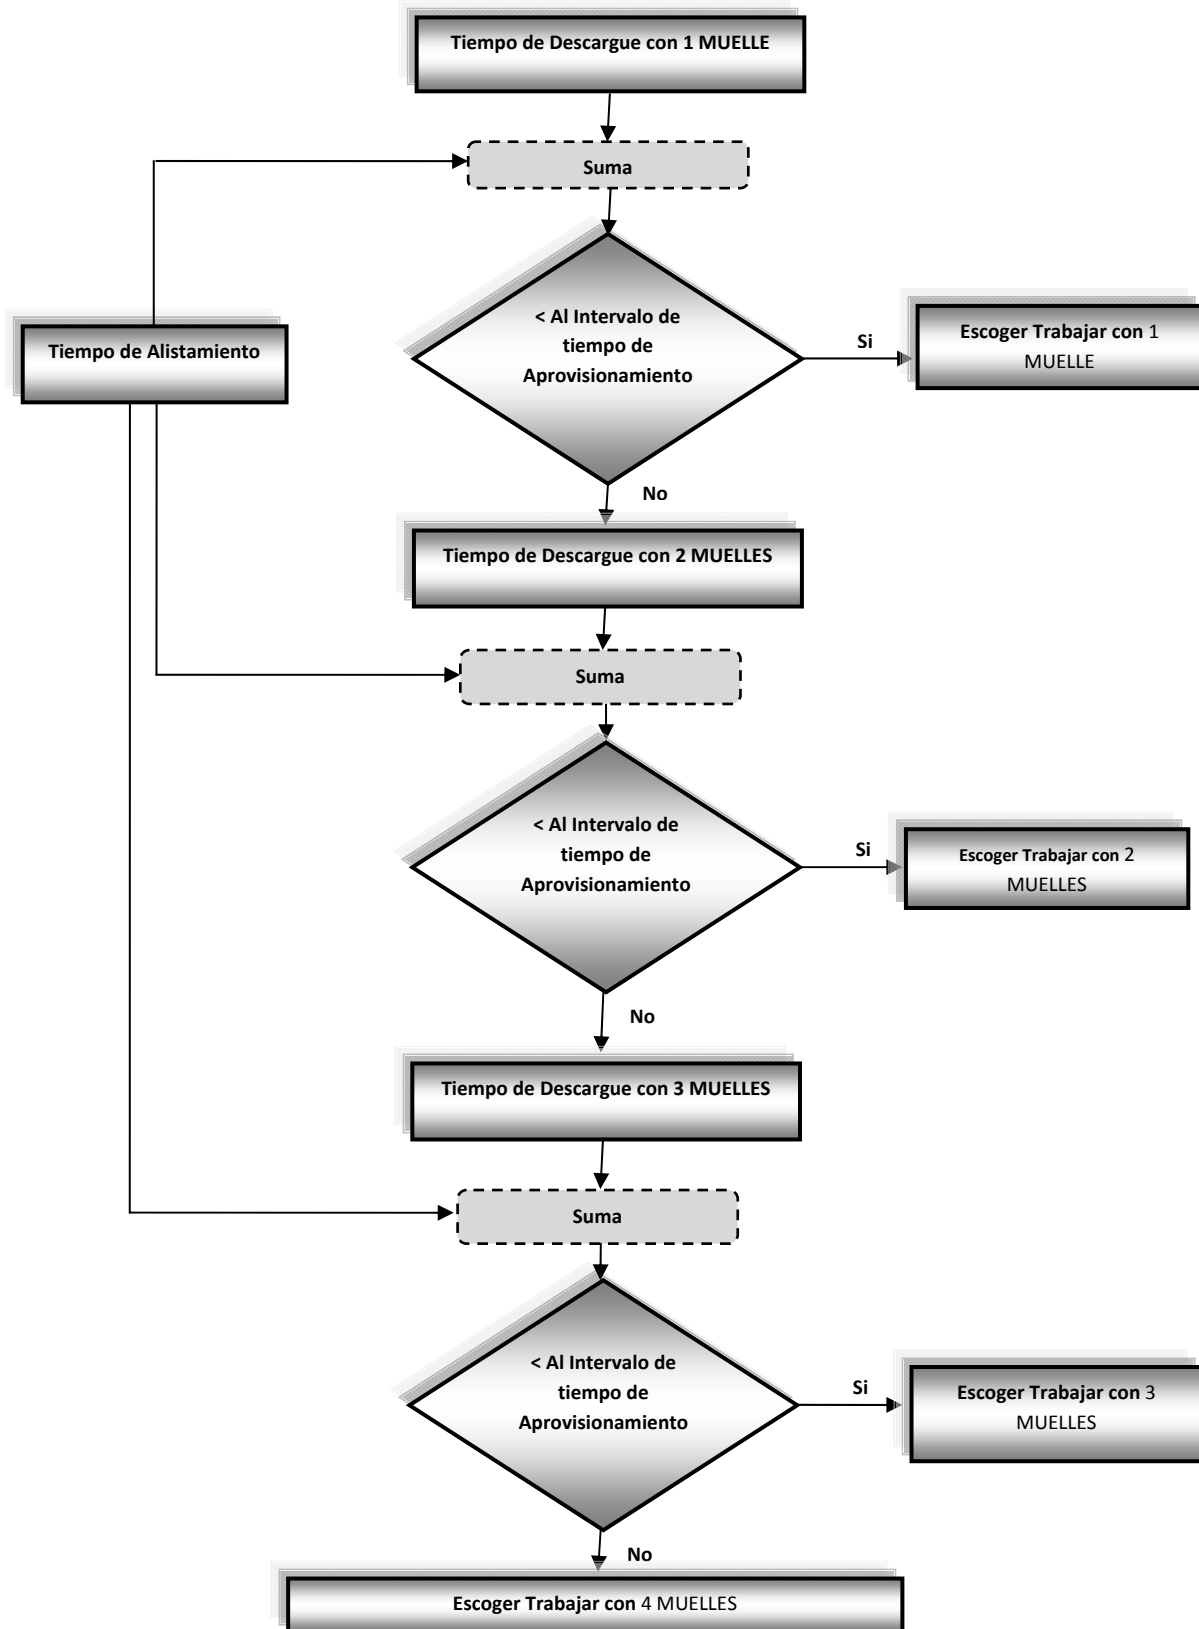 Tiempo de Descargue con 1 MUELLE
Suma
< Al Intervalo de
tiempo de
Aprovisionamiento
Si
Escoger Trabajar con 1
MUELLE
Tiempo de Alistamiento
No
Tiempo de Descargue con 2 MUELLES
Suma
< Al Intervalo de
tiempo de
Aprovisionamiento
Si
Escoger Trabajar con 2
MUELLES
No
Tiempo de Descargue con 3 MUELLES
Suma
< Al Intervalo de
tiempo de
Aprovisionamiento
Si
Escoger Trabajar con 3
MUELLES
No
Escoger Trabajar con 4 MUELLES